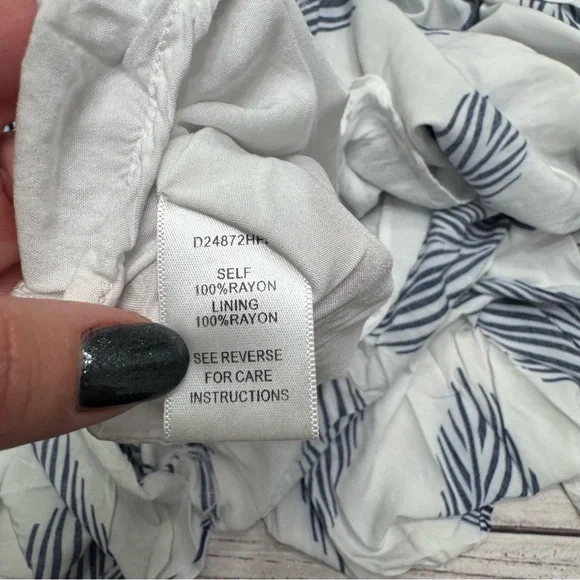 D24872HF
SELF
100%RAYON
LINING
100%RAYON
SEE REVERSE
FOR CARE
INSTRUCTIONS